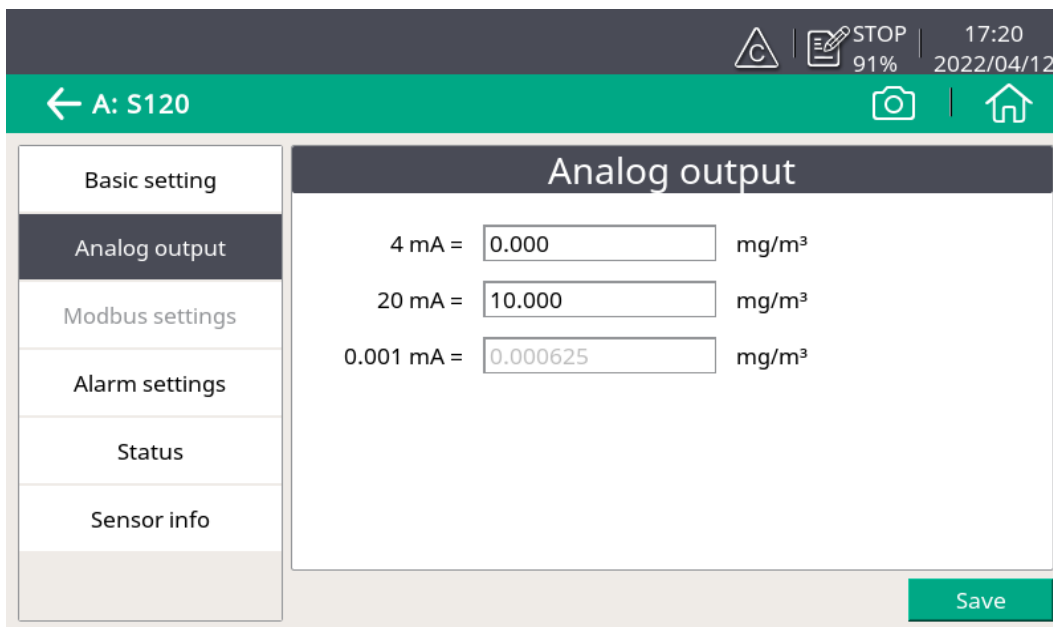 C
STOP
91%
17:20
2022/04/12
A: S120
Basic setting
Analog output
Modbus settings
Alarm settings
Status
Sensor info
Analog output
4 mA = 0.000 mg/m³
20 mA = 10.000 mg/m³
0.001 mA = 0.000625 mg/m³
Save